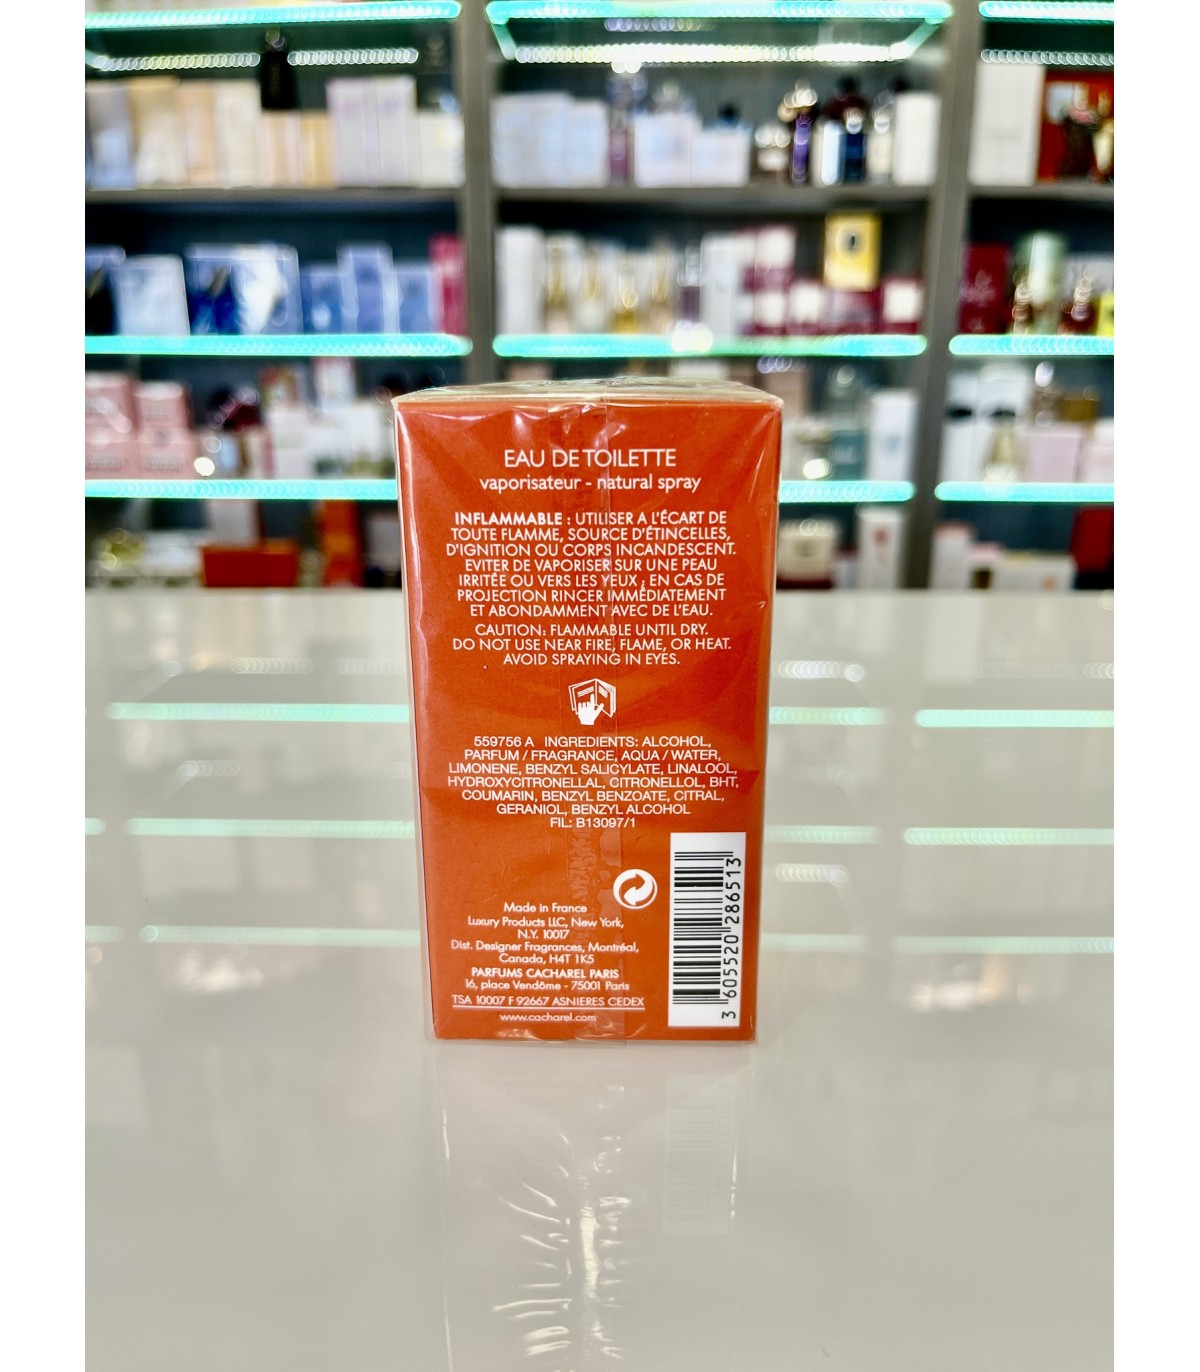 EAU DE TOILETTE
vaporisateur - natural spray
INFLAMMABLE : UTILISER A L'ÉCART DE
TOUTE FLAMME, SOURCE D'ÉTINCELLES,
D'IGNITION OU CORPS INCANDESCENT.
EVITER DE VAPORISER SUR UNE PEAU
IRRITÉE OU VERS LES YEUX ; EN CAS DE
PROJECTION RINCER IMMÉDIATEMENT
ET ABONDAMMENT AVEC DE L'EAU.
CAUTION: FLAMMABLE UNTIL DRY.
DO NOT USE NEAR FIRE, FLAME, OR HEAT.
AVOID SPRAYING IN EYES.
559756 A INGREDIENTS: ALCOHOL,
PARFUM / FRAGRANCE, AQUA / WATER,
LIMONENE, BENZYL SALICYLATE, LINALOOL,
HYDROXYCITRONELLAL, CITRONELLOL, BHT,
COUMARIN, BENZYL BENZOATE, CITRAL,
GERANIOL, BENZYL ALCOHOL
FIL: B13097/1
Made in France
Luxury Products LLC, New York,
N.Y. 10017
Dist. Designer Fragrances, Montréal,
Canada, H4T 1K5
PARFUMS CACHAREL PARIS
16, place Vendôme - 75001 Paris
TSA 10007 F 92667 ASNIERES CEDEX
www.cacharel.com
3 605520 286513